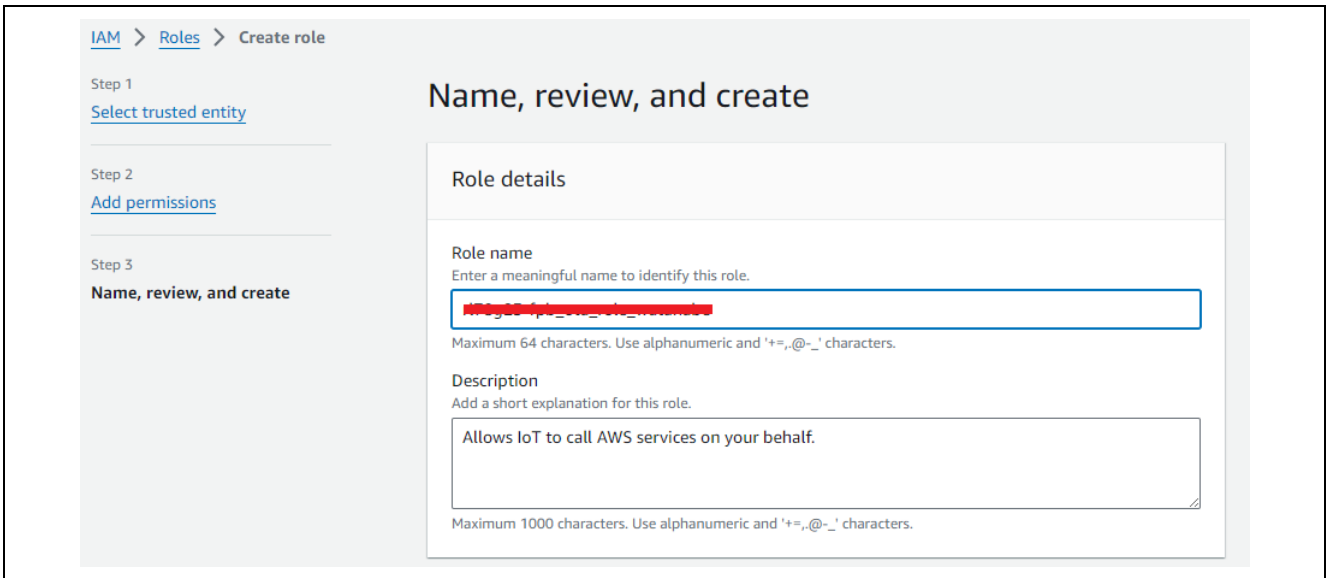 IAM > Roles > Create role
Step 1
Select trusted entity
Step 2
Add permissions
Step 3
Name, review, and create
Name, review, and create
Role details
Role name
Enter a meaningful name to identify this role.
Maximum 64 characters. Use alphanumeric and '+=,.@-_' characters.
Description
Add a short explanation for this role.
Allows IoT to call AWS services on your behalf.
Maximum 1000 characters. Use alphanumeric and '+=,.@-_' characters.